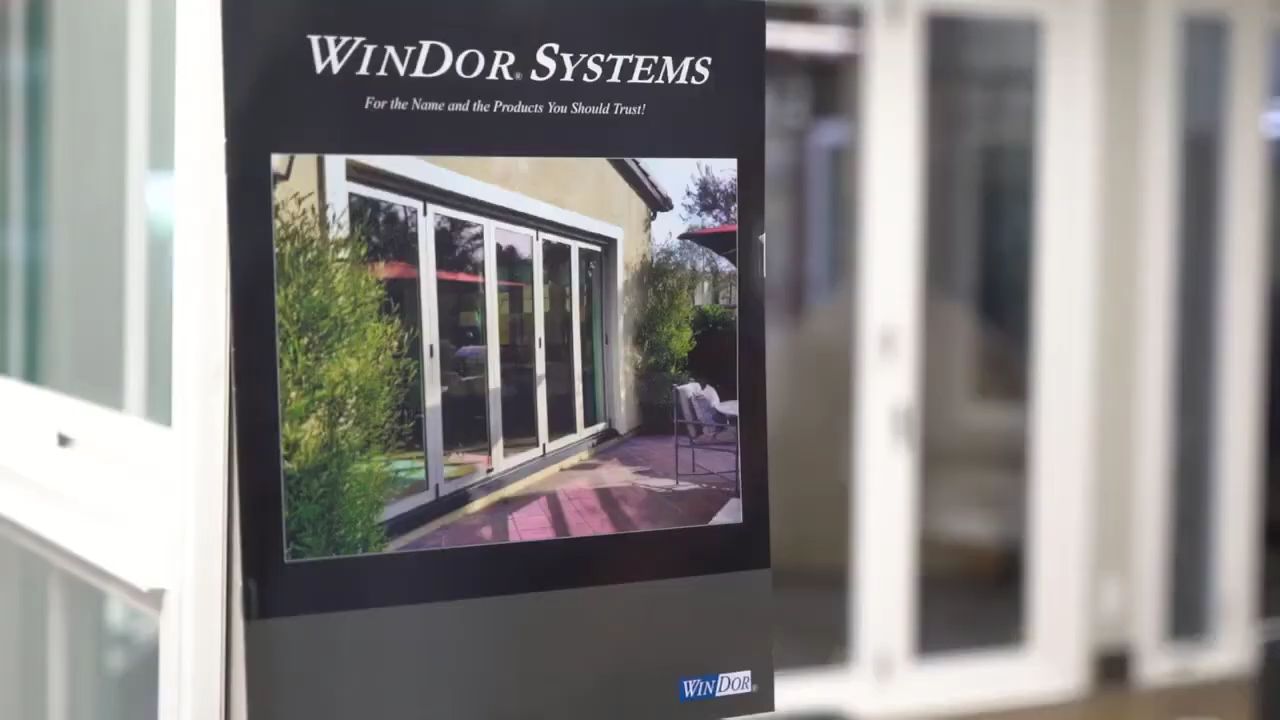 WINDOR® SYSTEMS
For the Name and the Products You Should Trust!
WINDOR®